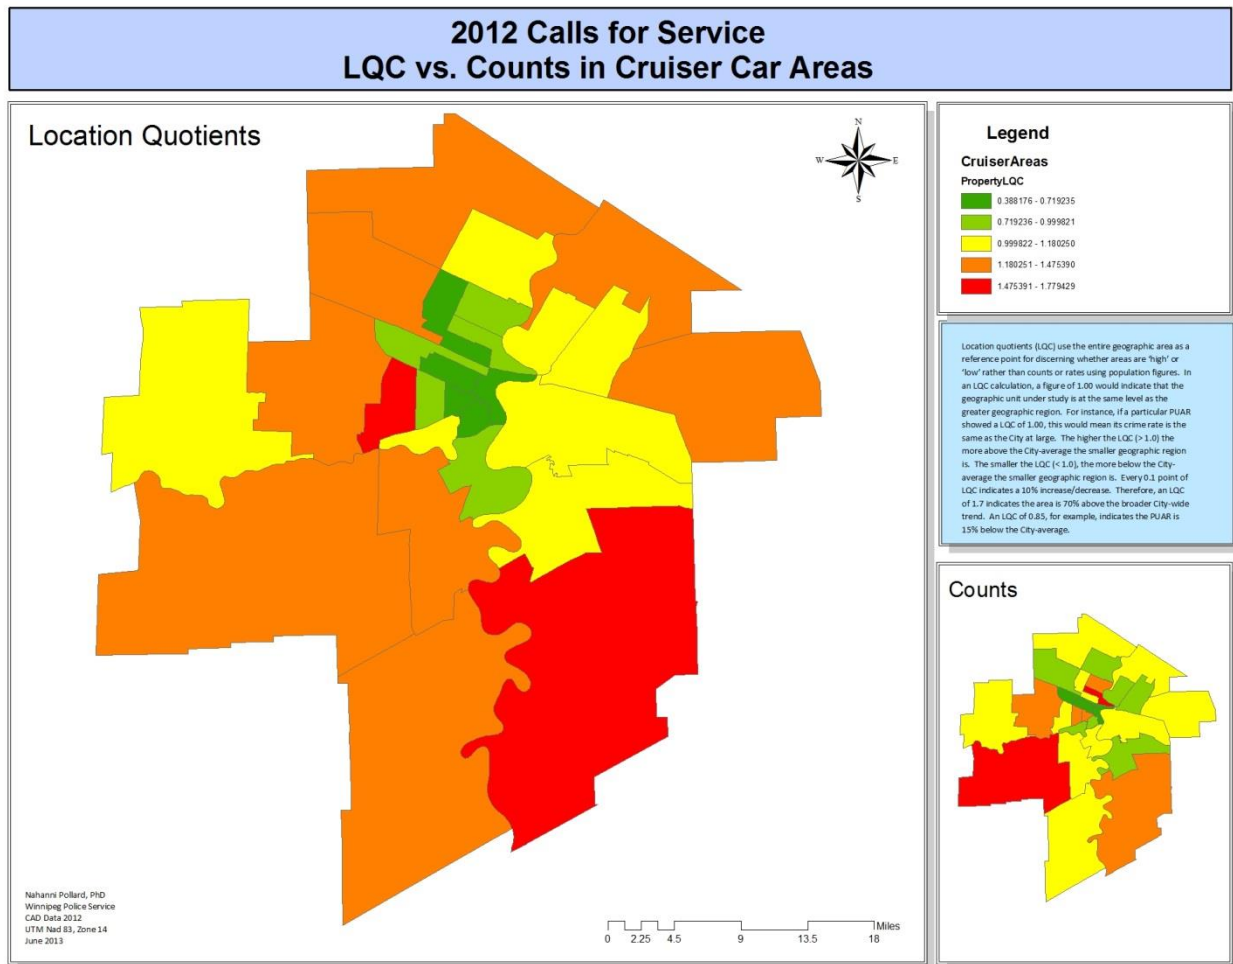 2012 Calls for Service
LQC vs. Counts in Cruiser Car Areas
Location Quotients
N
W
E
S
Nahanni Pollard, PhD
Winnipeg Police Service
CAD Data 2012
UTM Nad 83, Zone 14
June 2013
Miles
0 2.25 4.5 9 13.5 18
Legend
CruiserAreas
PropertyLQC
0.388176 - 0.719235
0.719236 - 0.999821
0.999822 - 1.180250
1.180251 - 1.475390
1.475391 - 1.779429
Location quotients (LQC) use the entire geographic area as a
reference point for discerning whether areas are 'high' or
'low' rather than counts or rates using population figures. In
an LQC calculation, a figure of 1.00 would indicate that the
geographic unit under study is at the same level as the
greater geographic region. For instance, if a particular PUAR
showed a LQC of 1.00, this would mean its crime rate is the
same as the City at large. The higher the LQC (> 1.0) the
more above the City-average the smaller geographic region
is. The smaller the LQC (< 1.0), the more below the City-
average the smaller geographic region is. Every 0.1 point of
LQC indicates a 10% increase/decrease. Therefore, an LQC
of 1.7 indicates the area is 70% above the broader City-wide
trend. An LQC of 0.85, for example, indicates the PUAR is
15% below the City-average.
Counts